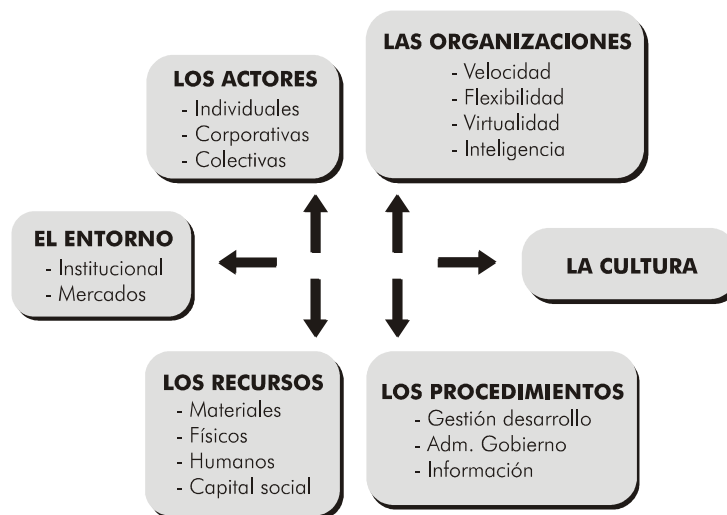 LOS ACTORES
- Individuales
- Corporativas
- Colectivas
LAS ORGANIZACIONES
- Velocidad
- Flexibilidad
- Virtualidad
- Inteligencia
EL ENTORNO
- Institucional
- Mercados
LA CULTURA
LOS RECURSOS
- Materiales
- Físicos
- Humanos
- Capital social
LOS PROCEDIMIENTOS
- Gestión desarrollo
- Adm. Gobierno
- Información